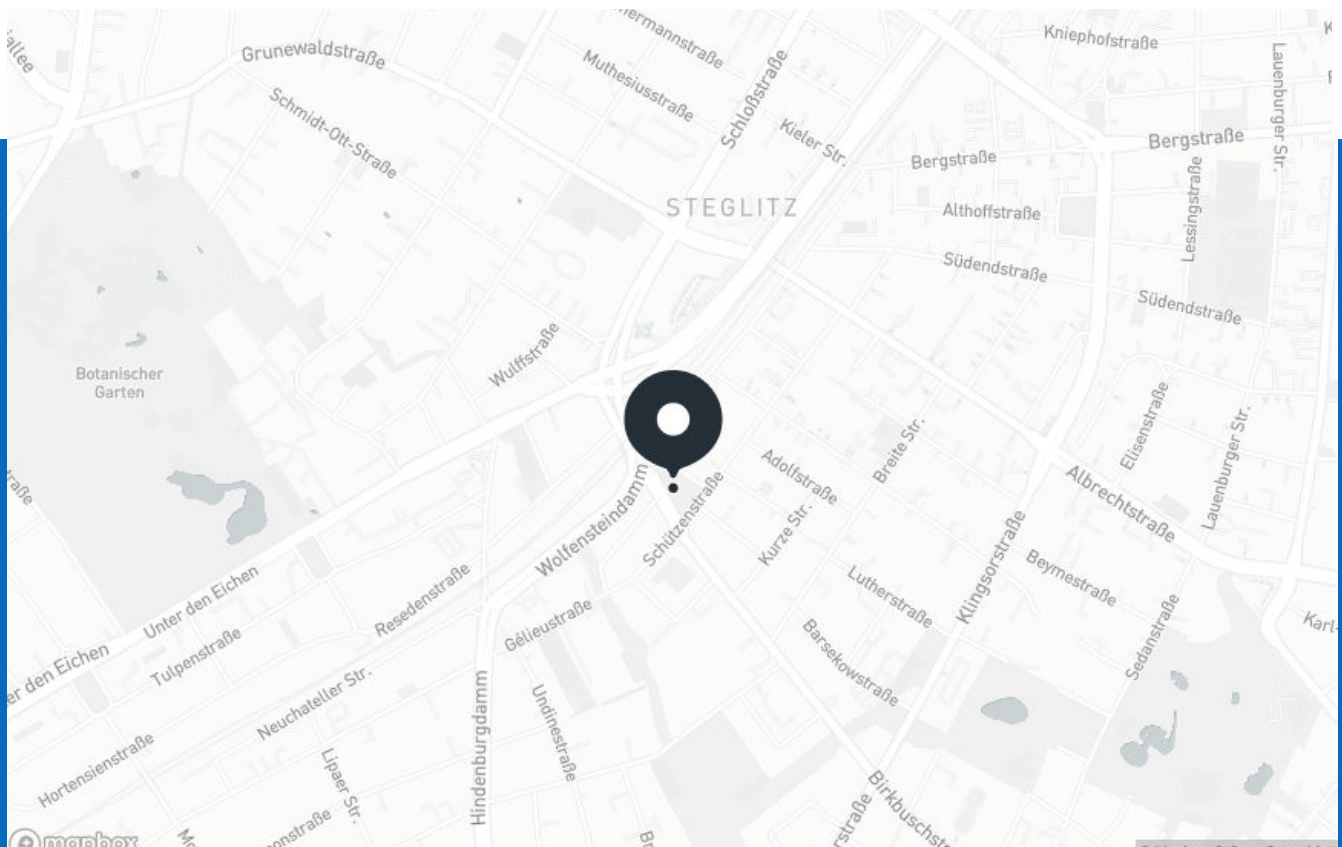 Kniephofstraße
Grunewaldstraße
Muthesiusstraße
Schloßstraße
Lauenburger Str.
Schmidt-Ott-Straße
Kieler Str.
Bergstraße
Bergstraße
STEGLITZ
Althoffstraße
Lessingstraße
Südendstraße
Südendstraße
Wulffstraße
Botanischer
Garten
Elisenstraße
Lauenburger Str.
Adolfstraße
Breite Str.
Albrechtstraße
Wolfensteindamm
Schützenstraße
Kurze Str.
Klingsorstraße
Beymestraße
Unter den Eichen
Resedenstraße
Lutherstraße
Gélieustraße
Tulpenstraße
Sedanstraße
Barsekowstraße
Neuchateller Str.
Undinestraße
Hindenburgdamm
Hortensienstraße
Lipaer Str.
mapbox